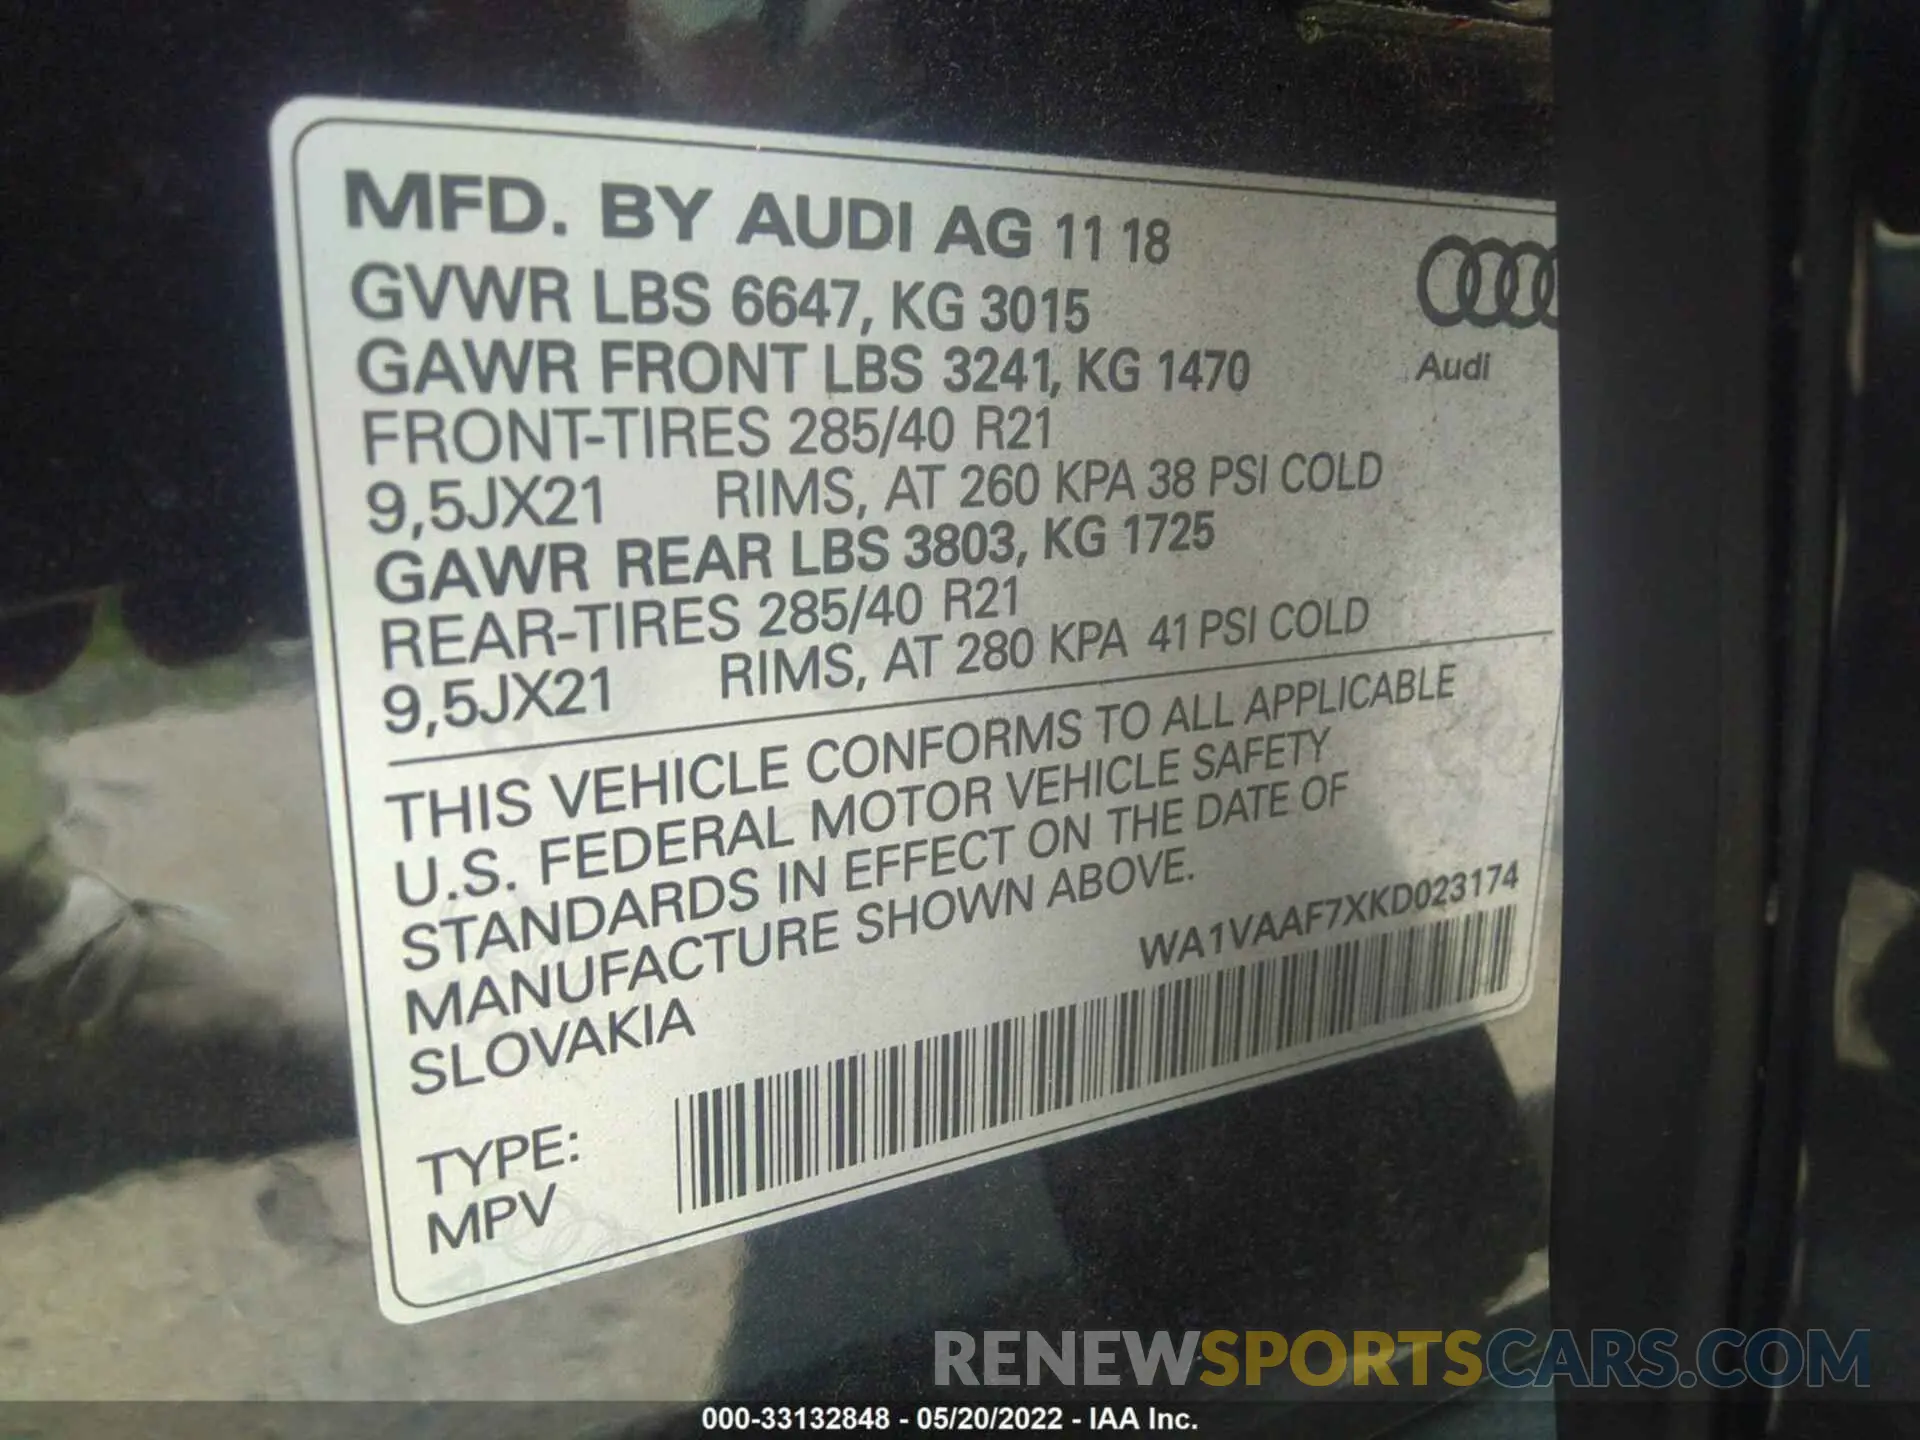 MFD. BY AUDI AG 11 18
GVWR LBS 6647, KG 3015
GAWR FRONT LBS 3241, KG 1470
Audi
FRONT-TIRES 285/40 R21
9,5JX21 RIMS, AT 260 KPA 38 PSI COLD
GAWR REAR LBS 3803, KG 1725
REAR-TIRES 285/40 R21
9,5JX21 RIMS, AT 280 KPA 41 PSI COLD
THIS VEHICLE CONFORMS TO ALL APPLICABLE
U.S. FEDERAL MOTOR VEHICLE SAFETY
STANDARDS IN EFFECT ON THE DATE OF
MANUFACTURE SHOWN ABOVE.
SLOVAKIA
WA1VAAF7XKD023174
TYPE:
MPV
RENEWSPORTSCARS.COM
000-33132848 - 05/20/2022 - IAA Inc.